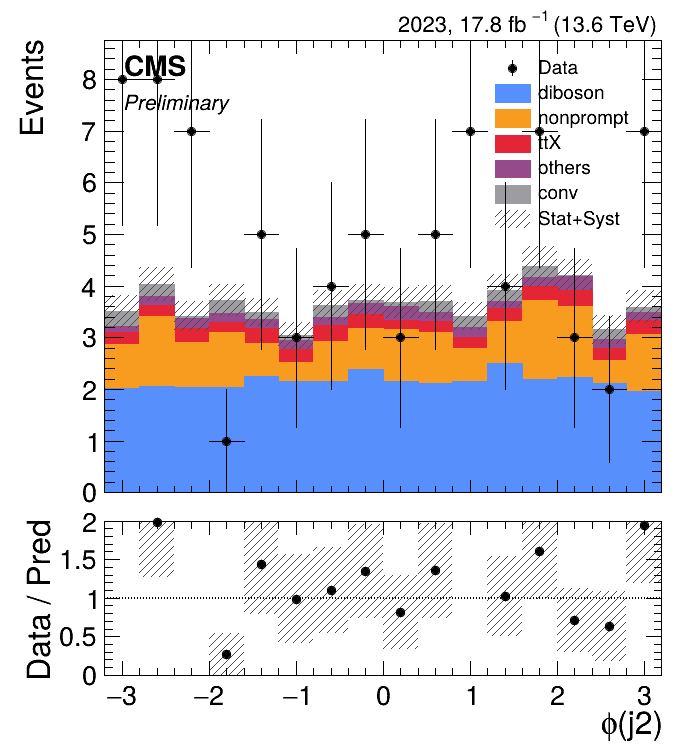 2023, 17.8 fb⁻¹ (13.6 TeV)
Events
CMS
Preliminary
Data
diboson
nonprompt
ttX
others
conv
Stat+Syst
8
7
6
5
4
3
2
1
0
Data / Pred
2
1.5
1
0.5
0
−3 −2 −1 0 1 2 3
ϕ(j2)